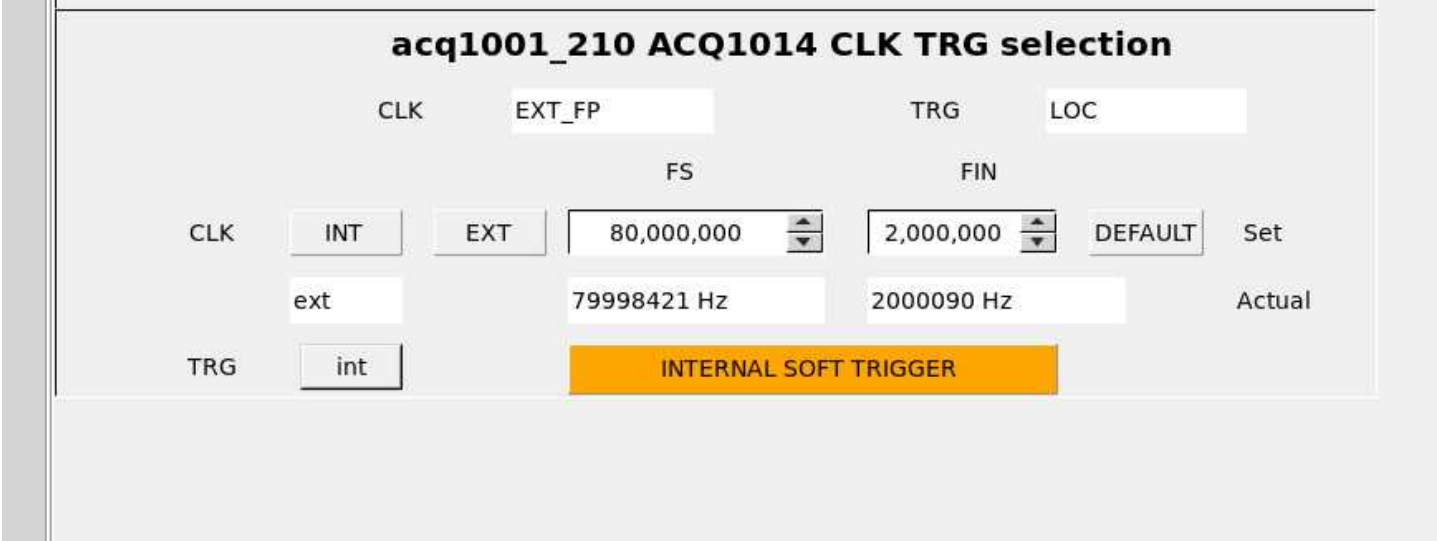 acq1001_210 ACQ1014 CLK TRG selection
CLK EXT_FP TRG LOC
FS FIN
CLK INT EXT 80,000,000 2,000,000 DEFAULT Set
ext 79998421 Hz 2000090 Hz Actual
TRG int INTERNAL SOFT TRIGGER